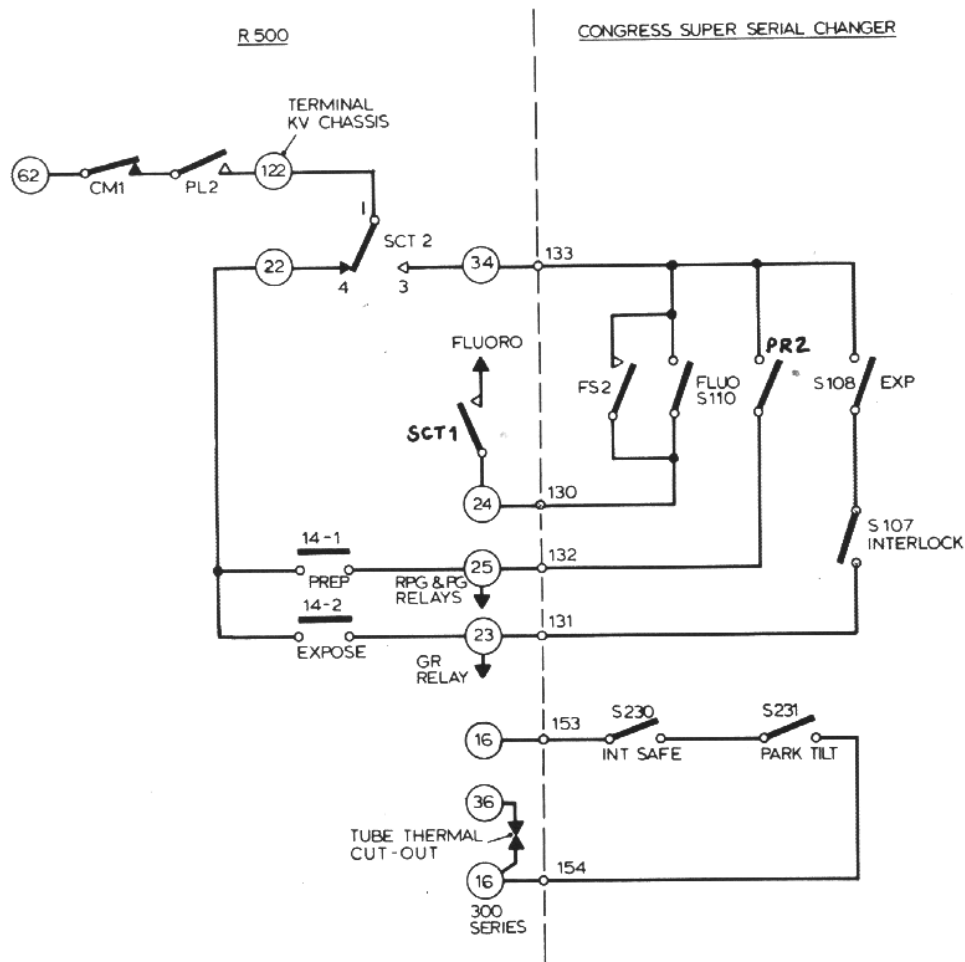 R 500
CONGRESS SUPER SERIAL CHANGER
TERMINAL
KV CHASSIS
62
CM1
PL2
122
1
SCT 2
22
4
3
34
133
FLUORO
SCT1
24
130
FS2
FLUO
S110
PR2
S108
EXP
S107
INTERLOCK
14-1
PREP
RPG & PG
RELAYS
25
132
14-2
EXPOSE
23
131
GR
RELAY
16
153
S230
INT SAFE
S231
PARK TILT
36
TUBE THERMAL
CUT-OUT
16
154
300
SERIES